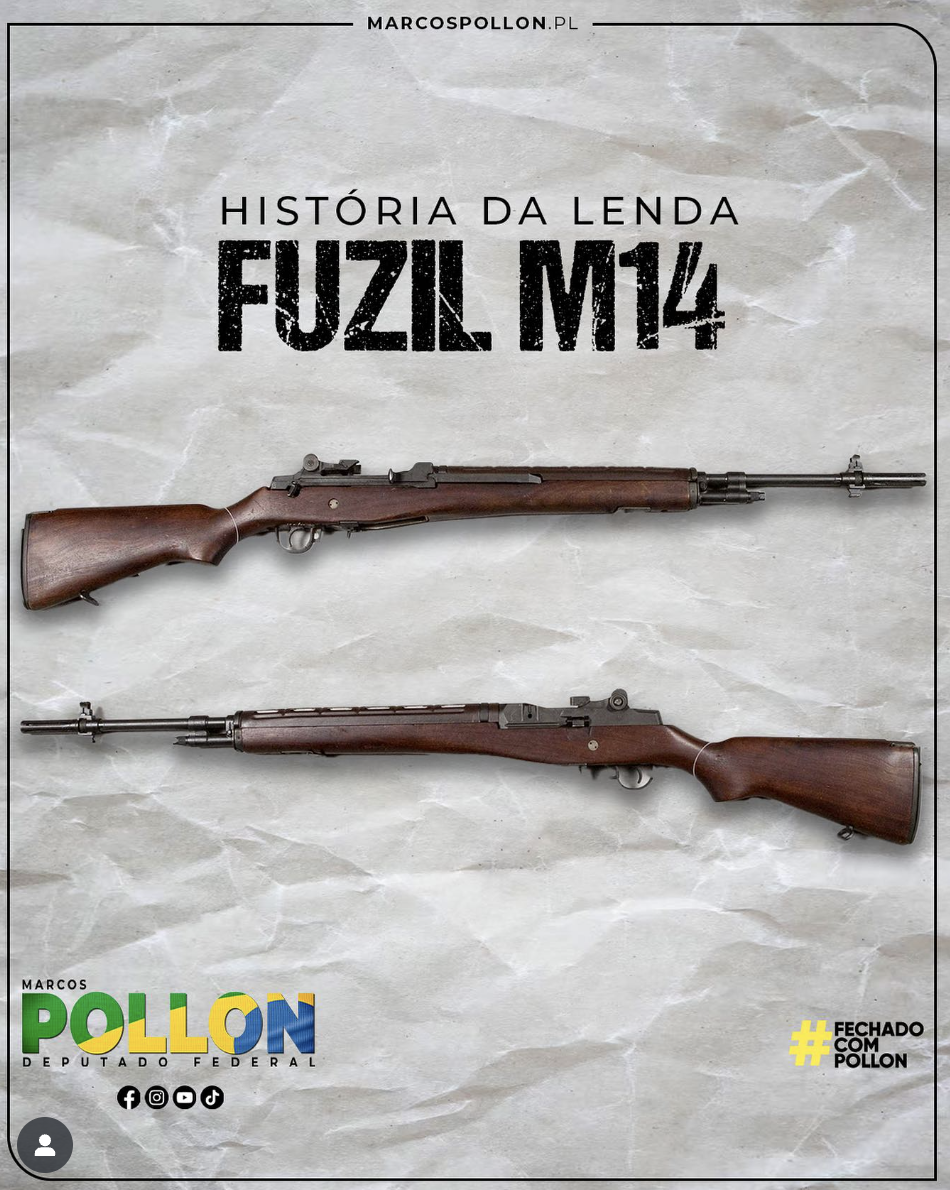 MARCOSPOLLON.PL
HISTÓRIA DA LENDA
FUZIL M14
MARCOS
POLLON
DEPUTADO FEDERAL
#FECHADO
COM
POLLON